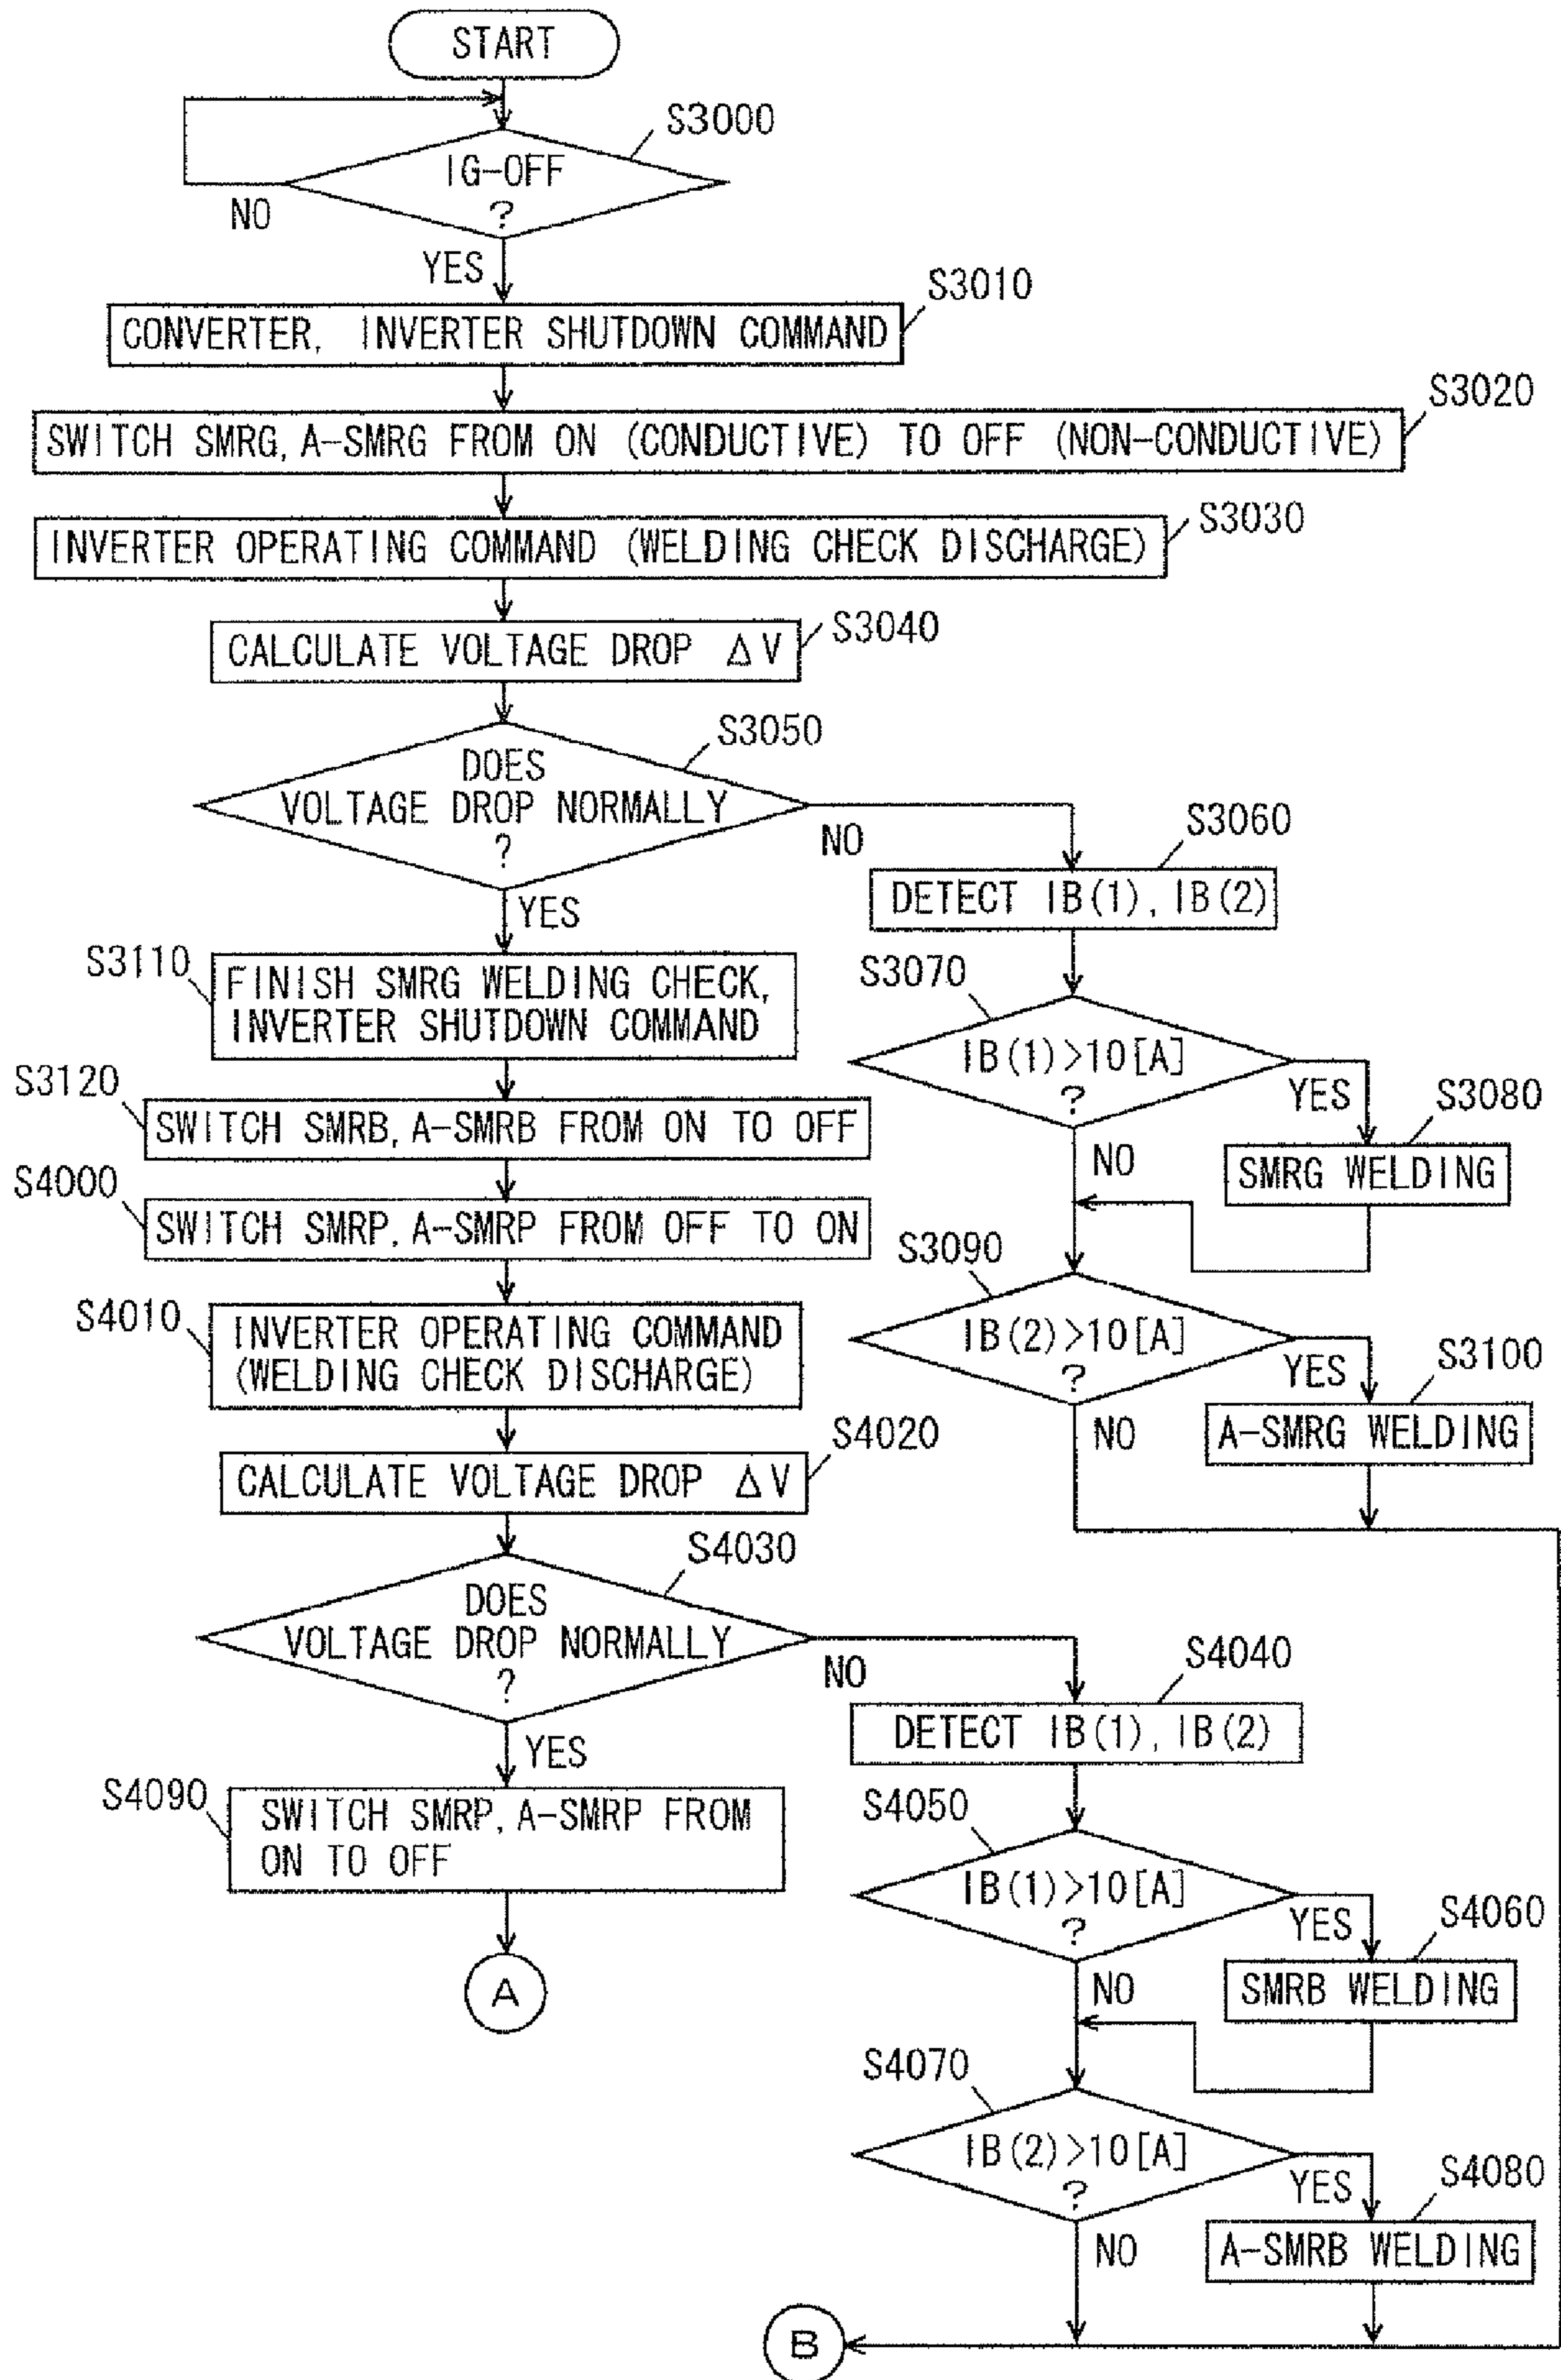 START
S3000
IG-OFF
?
NO
YES
S3010
CONVERTER, INVERTER SHUTDOWN COMMAND
S3020
SWITCH SMRG, A-SMRG FROM ON (CONDUCTIVE) TO OFF (NON-CONDUCTIVE)
S3030
INVERTER OPERATING COMMAND (WELDING CHECK DISCHARGE)
S3040
CALCULATE VOLTAGE DROP ΔV
S3050
DOES
VOLTAGE DROP NORMALLY
?
NO
YES
S3060
DETECT IB(1), IB(2)
S3070
IB(1)>10[A]
?
YES
NO
S3080
SMRG WELDING
S3090
IB(2)>10[A]
?
YES
NO
S3100
A-SMRG WELDING
S3110
FINISH SMRG WELDING CHECK,
INVERTER SHUTDOWN COMMAND
S3120
SWITCH SMRB, A-SMRB FROM ON TO OFF
S4000
SWITCH SMRP, A-SMRP FROM OFF TO ON
S4010
INVERTER OPERATING COMMAND
(WELDING CHECK DISCHARGE)
S4020
CALCULATE VOLTAGE DROP ΔV
S4030
DOES
VOLTAGE DROP NORMALLY
?
NO
YES
S4040
DETECT IB(1), IB(2)
S4050
IB(1)>10[A]
?
YES
NO
S4060
SMRB WELDING
S4070
IB(2)>10[A]
?
YES
NO
S4080
A-SMRB WELDING
S4090
SWITCH SMRP, A-SMRP FROM
ON TO OFF
A
B